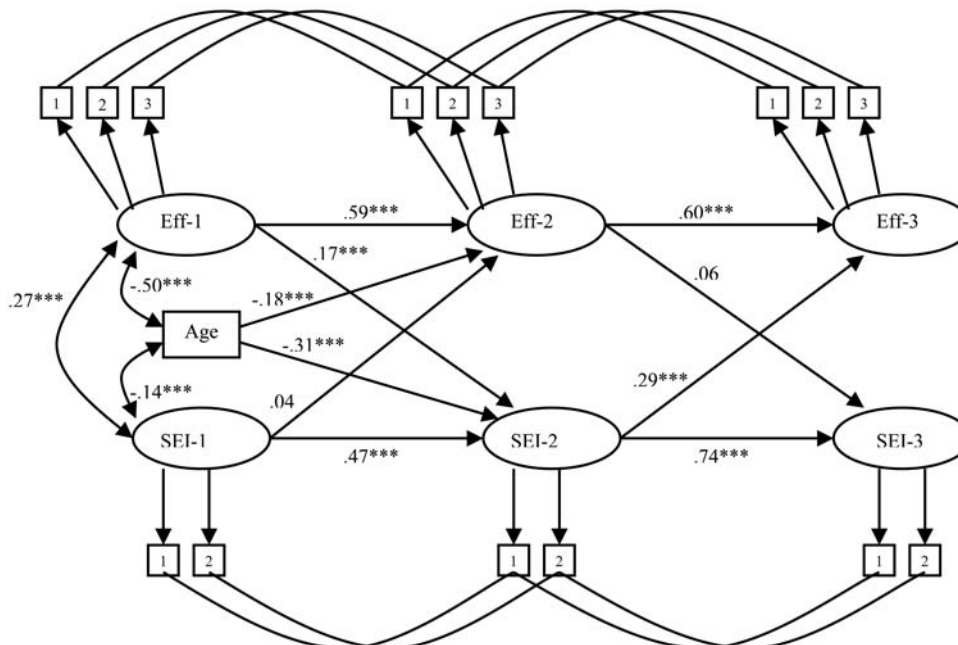 1 2 3 1 2 3 1 2 3
Eff-1 .59*** Eff-2 .60*** Eff-3
.17***
.06
-.50*** -.18***
.27***
Age
-.31***
-.14*** .04 .29***
SEI-1 SEI-2 SEI-3
.47*** .74***
1 2 1 2 1 2